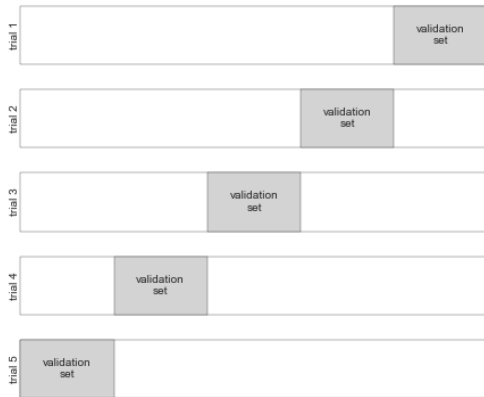 trial 1
validation
set
trial 2
validation
set
trial 3
validation
set
trial 4
validation
set
trial 5
validation
set